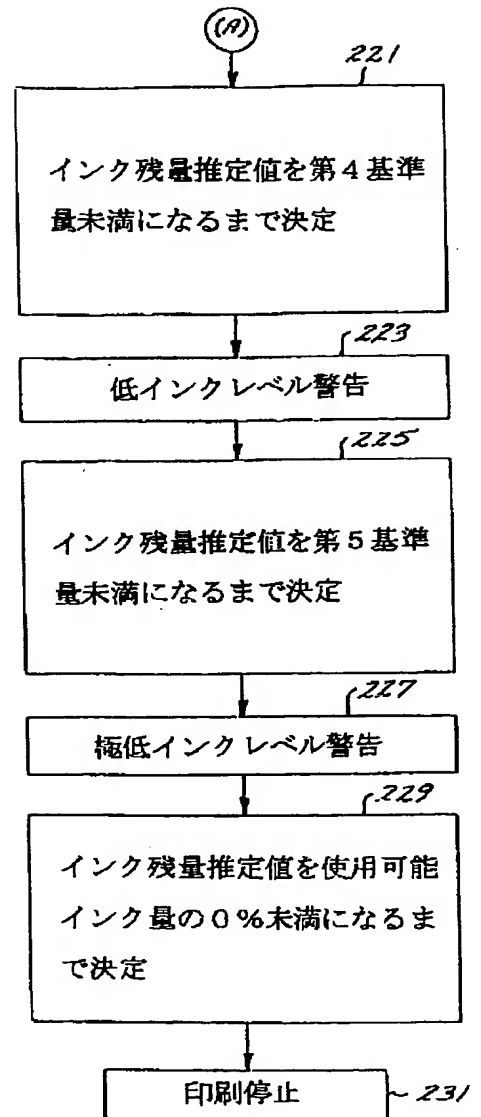 (A)
221
インク残量推定値を第4基準
量未満になるまで決定
223
低インクレベル警告
225
インク残量推定値を第5基準
量未満になるまで決定
227
極低インクレベル警告
229
インク残量推定値を使用可能
インク量の0%未満になるま
で決定
印刷停止
231